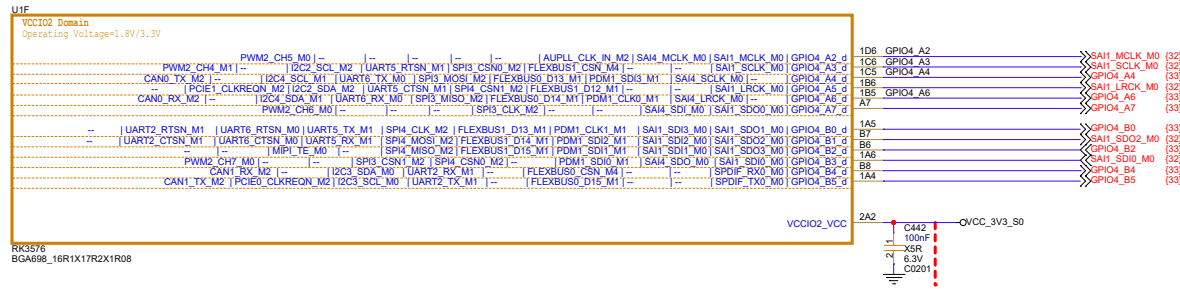 U1F
VCCIO2 Domain
Operating Voltage=1.8V/3.3V
PWM2_CH5_M0 | -- | -- | -- | -- | -- | AUPLL_CLK_IN_M2 | SAI4_MCLK_M0 | SAI1_MCLK_M0 | GPIO4_A2_d 1D6 GPIO4_A2 SAI1_MCLK_M0 {32}
PWM2_CH4_M1 | -- | I2C2_SCL_M2 | UART5_RTSN_M1 | SPI3_CSN0_M2 | FLEXBUS1_CSN_M4 | -- | -- | SAI1_SCLK_M0 | GPIO4_A3_d 1C6 GPIO4_A3 SAI1_SCLK_M0 {32}
CAN0_TX_M2 | -- | I2C4_SCL_M1 | UART6_TX_M0 | SPI3_MOSI_M2 | FLEXBUS0_D13_M1 | PDM1_SDI3_M1 | SAI4_SCLK_M0 | -- | GPIO4_A4_d 1C5 GPIO4_A4 GPIO4_A4 {33}
-- | PCIE1_CLKREQN_M2 | I2C2_SDA_M2 | UART5_CTSN_M1 | SPI4_CSN1_M2 | FLEXBUS1_D12_M1 | -- | -- | SAI1_LRCK_M0 | GPIO4_A5_d 1B6 SAI1_LRCK_M0 {32}
CAN0_RX_M2 | -- | I2C4_SDA_M1 | UART6_RX_M0 | SPI3_MISO_M2 | FLEXBUS0_D14_M1 | PDM1_CLK0_M1 | SAI4_LRCK_M0 | -- | GPIO4_A6_d 1B5 GPIO4_A6 GPIO4_A6 {33}
PWM2_CH6_M0 | -- | -- | -- | SPI3_CLK_M2 | -- | -- | SAI4_SDI_M0 | SAI1_SDO0_M0 | GPIO4_A7_d A7 GPIO4_A7 {33}
-- | UART2_RTSN_M1 | UART6_RTSN_M0 | UART5_TX_M1 | SPI4_CLK_M2 | FLEXBUS1_D13_M1 | PDM1_CLK1_M1 | SAI1_SDI3_M0 | SAI1_SDO1_M0 | GPIO4_B0_d 1A5 GPIO4_B0 {33}
-- | UART2_CTSN_M1 | UART6_CTSN_M0 | UART5_RX_M1 | SPI4_MOSI_M2 | FLEXBUS1_D14_M1 | PDM1_SDI2_M1 | SAI1_SDI2_M0 | SAI1_SDO2_M0 | GPIO4_B1_d B7 SAI1_SDO2_M0 {32}
-- | MIPI_TE_M0 | -- | -- | SPI4_MISO_M2 | FLEXBUS1_D15_M1 | PDM1_SDI1_M1 | SAI1_SDI1_M0 | SAI1_SDO3_M0 | GPIO4_B2_d B6 GPIO4_B2 {33}
PWM2_CH7_M0 | -- | -- | SPI3_CSN1_M2 | SPI4_CSN0_M2 | -- | PDM1_SDI0_M1 | SAI4_SDO_M0 | SAI1_SDI0_M0 | GPIO4_B3_d 1A6 SAI1_SDI0_M0 {32}
CAN1_RX_M2 | -- | I2C3_SDA_M0 | UART2_RX_M1 | -- | FLEXBUS0_CSN_M4 | -- | -- | SPDIF_RX0_M0 | GPIO4_B4_d B8 GPIO4_B4 {33}
CAN1_TX_M2 | PCIE0_CLKREQN_M2 | I2C3_SCL_M0 | UART2_TX_M1 | -- | FLEXBUS0_D15_M1 | -- | -- | SPDIF_TX0_M0 | GPIO4_B5_d 1A4 GPIO4_B5 {33}
VCCIO2_VCC 2A2 VCC_3V3_S0
C442
100nF
X5R
6.3V
C0201
1
2
RK3576
BGA698_16R1X17R2X1R08